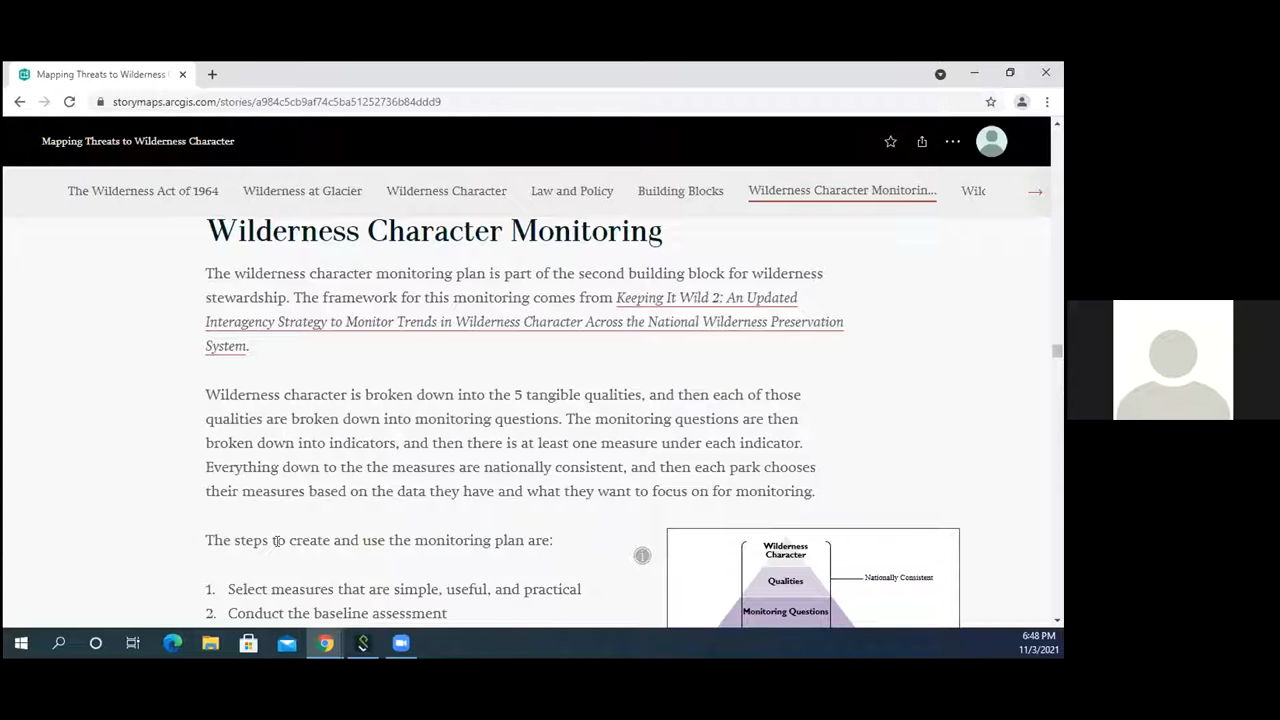 Mapping Threats to Wilderness
storymaps.arcgis.com/stories/a984c5cb9af74c5ba51252736b84ddd9
Mapping Threats to Wilderness Character
The Wilderness Act of 1964 Wilderness at Glacier Wilderness Character Law and Policy Building Blocks Wilderness Character Monitorin...
Wilderness Character Monitoring
The wilderness character monitoring plan is part of the second building block for wilderness
stewardship. The framework for this monitoring comes from Keeping It Wild 2: An Updated
Interagency Strategy to Monitor Trends in Wilderness Character Across the National Wilderness Preservation
System.
Wilderness character is broken down into the 5 tangible qualities, and then each of those
qualities are broken down into monitoring questions. The monitoring questions are then
broken down into indicators, and then there is at least one measure under each indicator.
Everything down to the the measures are nationally consistent, and then each park chooses
their measures based on the data they have and what they want to focus on for monitoring.
The steps to create and use the monitoring plan are:
1. Select measures that are simple, useful, and practical
2. Conduct the baseline assessment
Wilderness
Character
Qualities
Nationally Consistent
Monitoring Questions
6:48 PM
11/3/2021